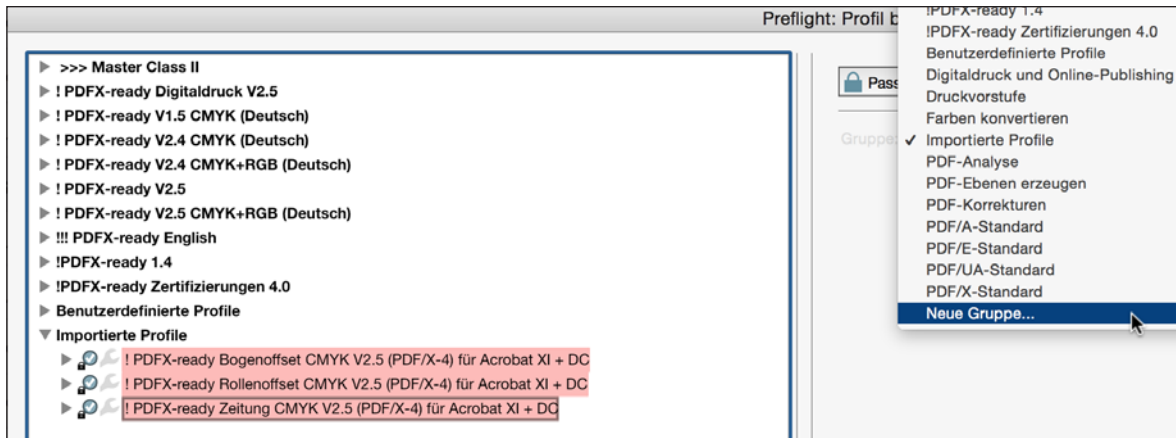 Preflight: Profil b
>>> Master Class II
! PDFX-ready Digitaldruck V2.5
! PDFX-ready V1.5 CMYK (Deutsch)
! PDFX-ready V2.4 CMYK (Deutsch)
! PDFX-ready V2.4 CMYK+RGB (Deutsch)
! PDFX-ready V2.5
! PDFX-ready V2.5 CMYK+RGB (Deutsch)
!!! PDFX-ready English
!PDFX-ready 1.4
!PDFX-ready Zertifizierungen 4.0
Benutzerdefinierte Profile
Importierte Profile
! PDFX-ready Bogenoffset CMYK V2.5 (PDF/X-4) für Acrobat XI + DC
! PDFX-ready Rollenoffset CMYK V2.5 (PDF/X-4) für Acrobat XI + DC
! PDFX-ready Zeitung CMYK V2.5 (PDF/X-4) für Acrobat XI + DC
Pass
Gruppe:
!PDFX-ready 1.4
!PDFX-ready Zertifizierungen 4.0
Benutzerdefinierte Profile
Digitaldruck und Online-Publishing
Druckvorstufe
Farben konvertieren
✓ Importierte Profile
PDF-Analyse
PDF-Ebenen erzeugen
PDF-Korrekturen
PDF/A-Standard
PDF/E-Standard
PDF/UA-Standard
PDF/X-Standard
Neue Gruppe...